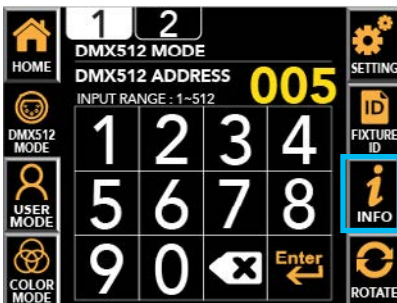 1 2
HOME
DMX512 MODE
SETTING
DMX512 ADDRESS
005
INPUT RANGE : 1~512
DMX512
MODE
1 2 3 4
ID
FIXTURE
ID
USER
MODE
5 6 7 8
i
INFO
COLOR
MODE
9 0 X Enter
ROTATE